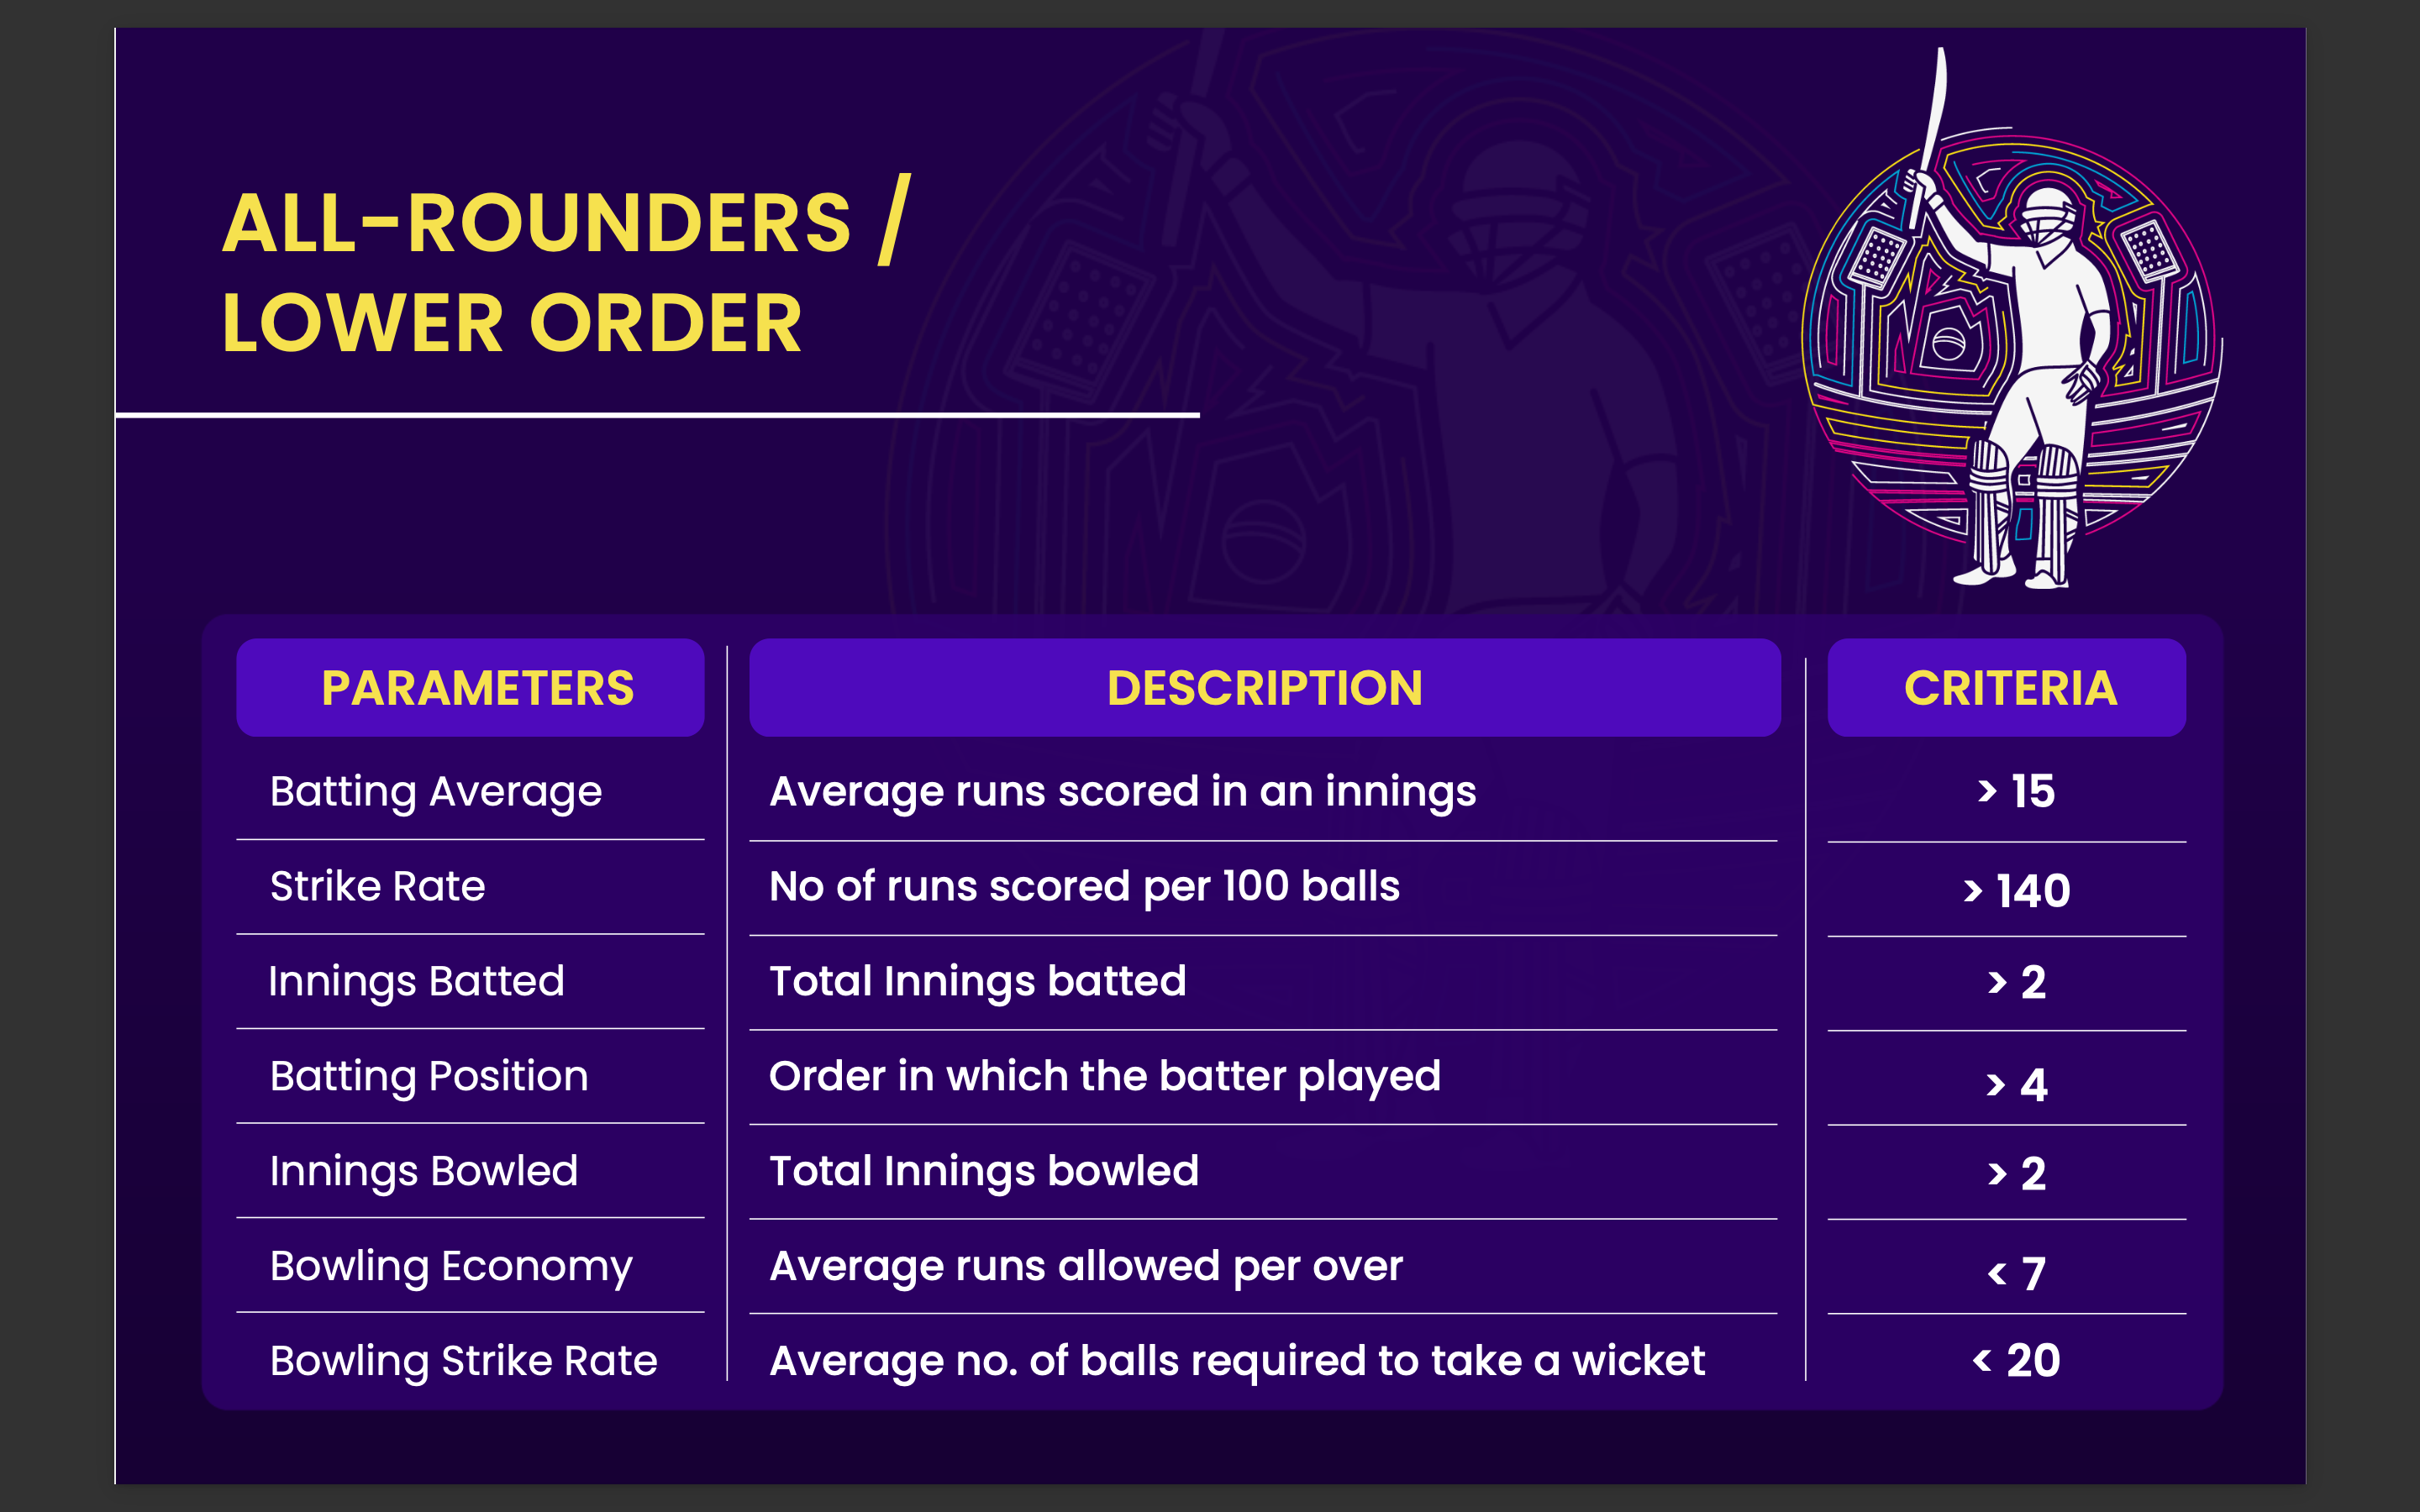 ALL-ROUNDERS /
LOWER ORDER
PARAMETERS DESCRIPTION CRITERIA
Batting Average Average runs scored in an innings > 15
Strike Rate No of runs scored per 100 balls > 140
Innings Batted Total Innings batted > 2
Batting Position Order in which the batter played > 4
Innings Bowled Total Innings bowled > 2
Bowling Economy Average runs allowed per over < 7
Bowling Strike Rate Average no. of balls required to take a wicket < 20